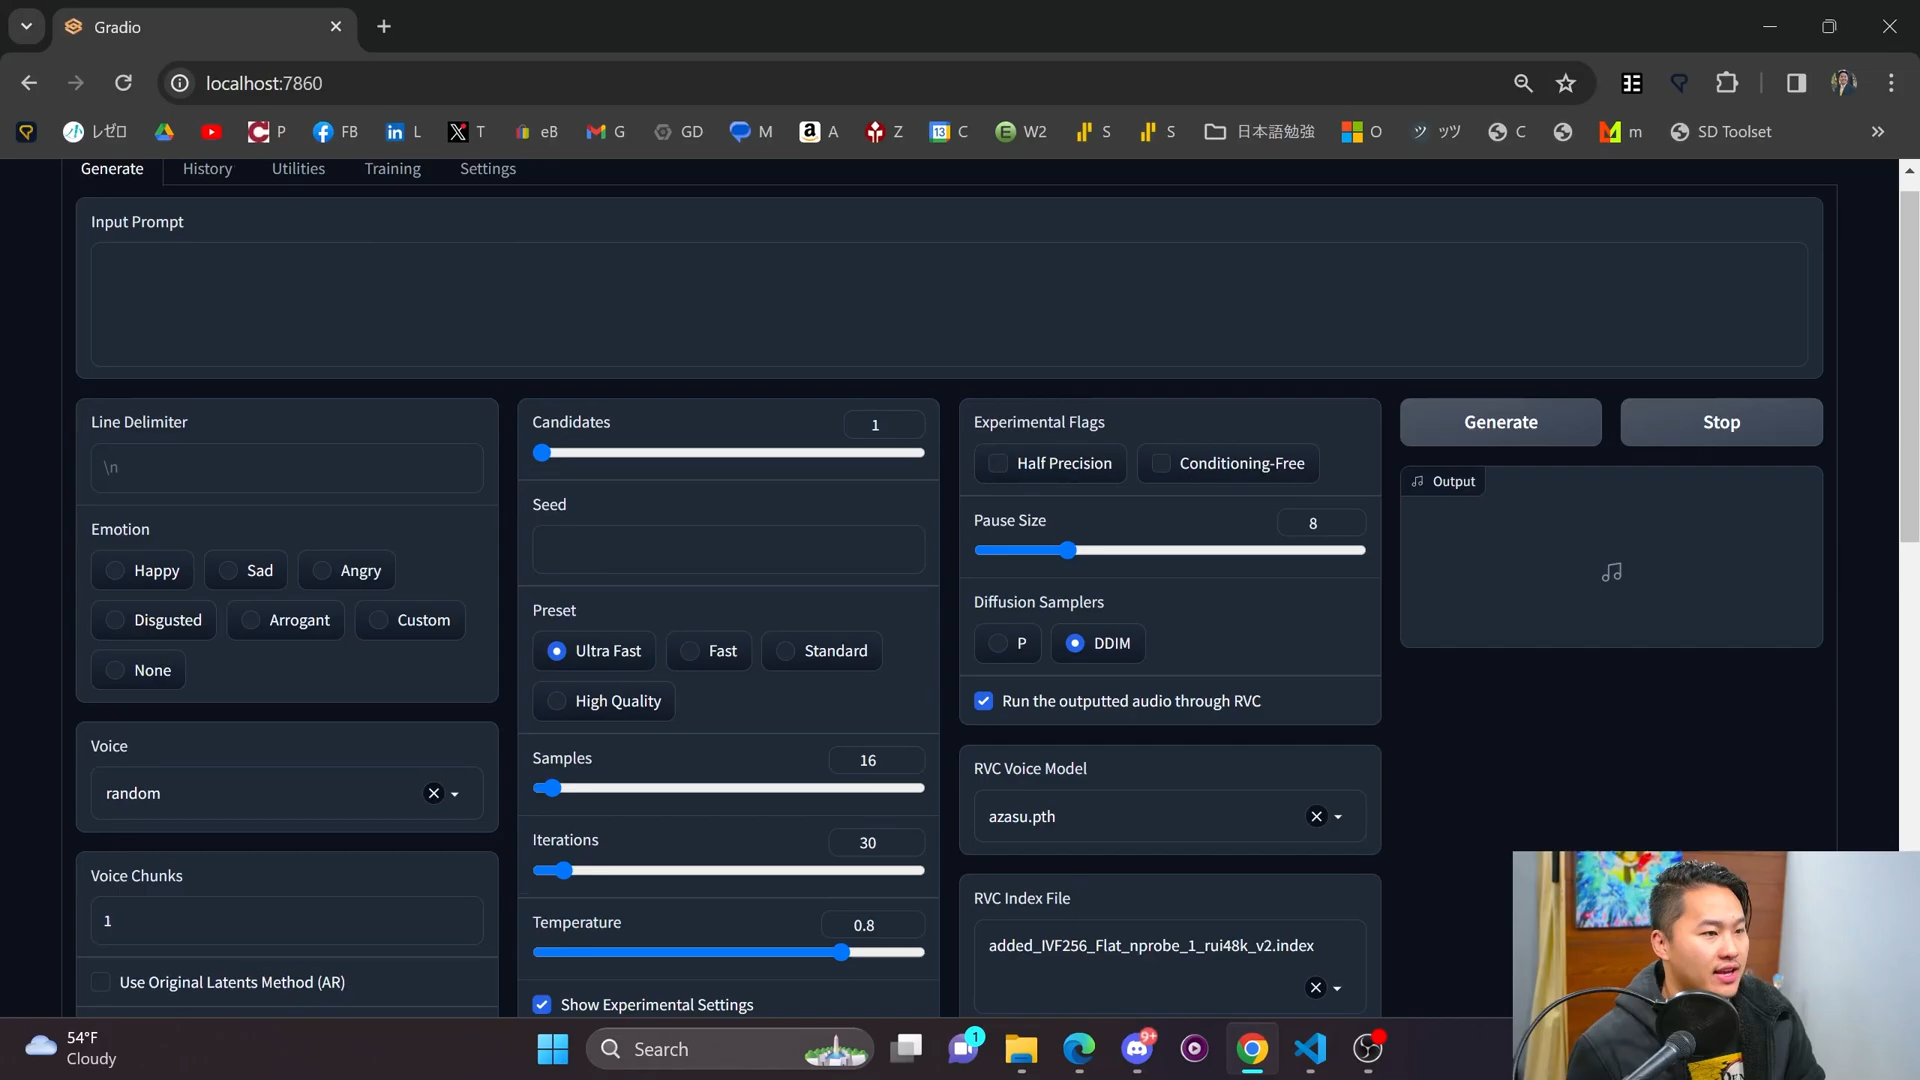 Gradio
localhost:7860
レゼロ
P
FB
L
T
eB
G
GD
M
A
Z
13
C
E
W2
S
S
日本語勉強
O
ツ
ッツ
C
m
SD Toolset
Generate
History
Utilities
Training
Settings
Input Prompt
Line Delimiter
\n
Emotion
Happy
Sad
Angry
Disgusted
Arrogant
Custom
None
Voice
random
Voice Chunks
1
Use Original Latents Method (AR)
Candidates
1
Seed
Preset
Ultra Fast
Fast
Standard
High Quality
Samples
16
Iterations
30
Temperature
0.8
Show Experimental Settings
Experimental Flags
Half Precision
Conditioning-Free
Pause Size
8
Diffusion Samplers
P
DDIM
Run the outputted audio through RVC
RVC Voice Model
azasu.pth
RVC Index File
added_IVF256_Flat_nprobe_1_rui48k_v2.index
Generate
Stop
Output
54°F
Cloudy
Search
1
9+